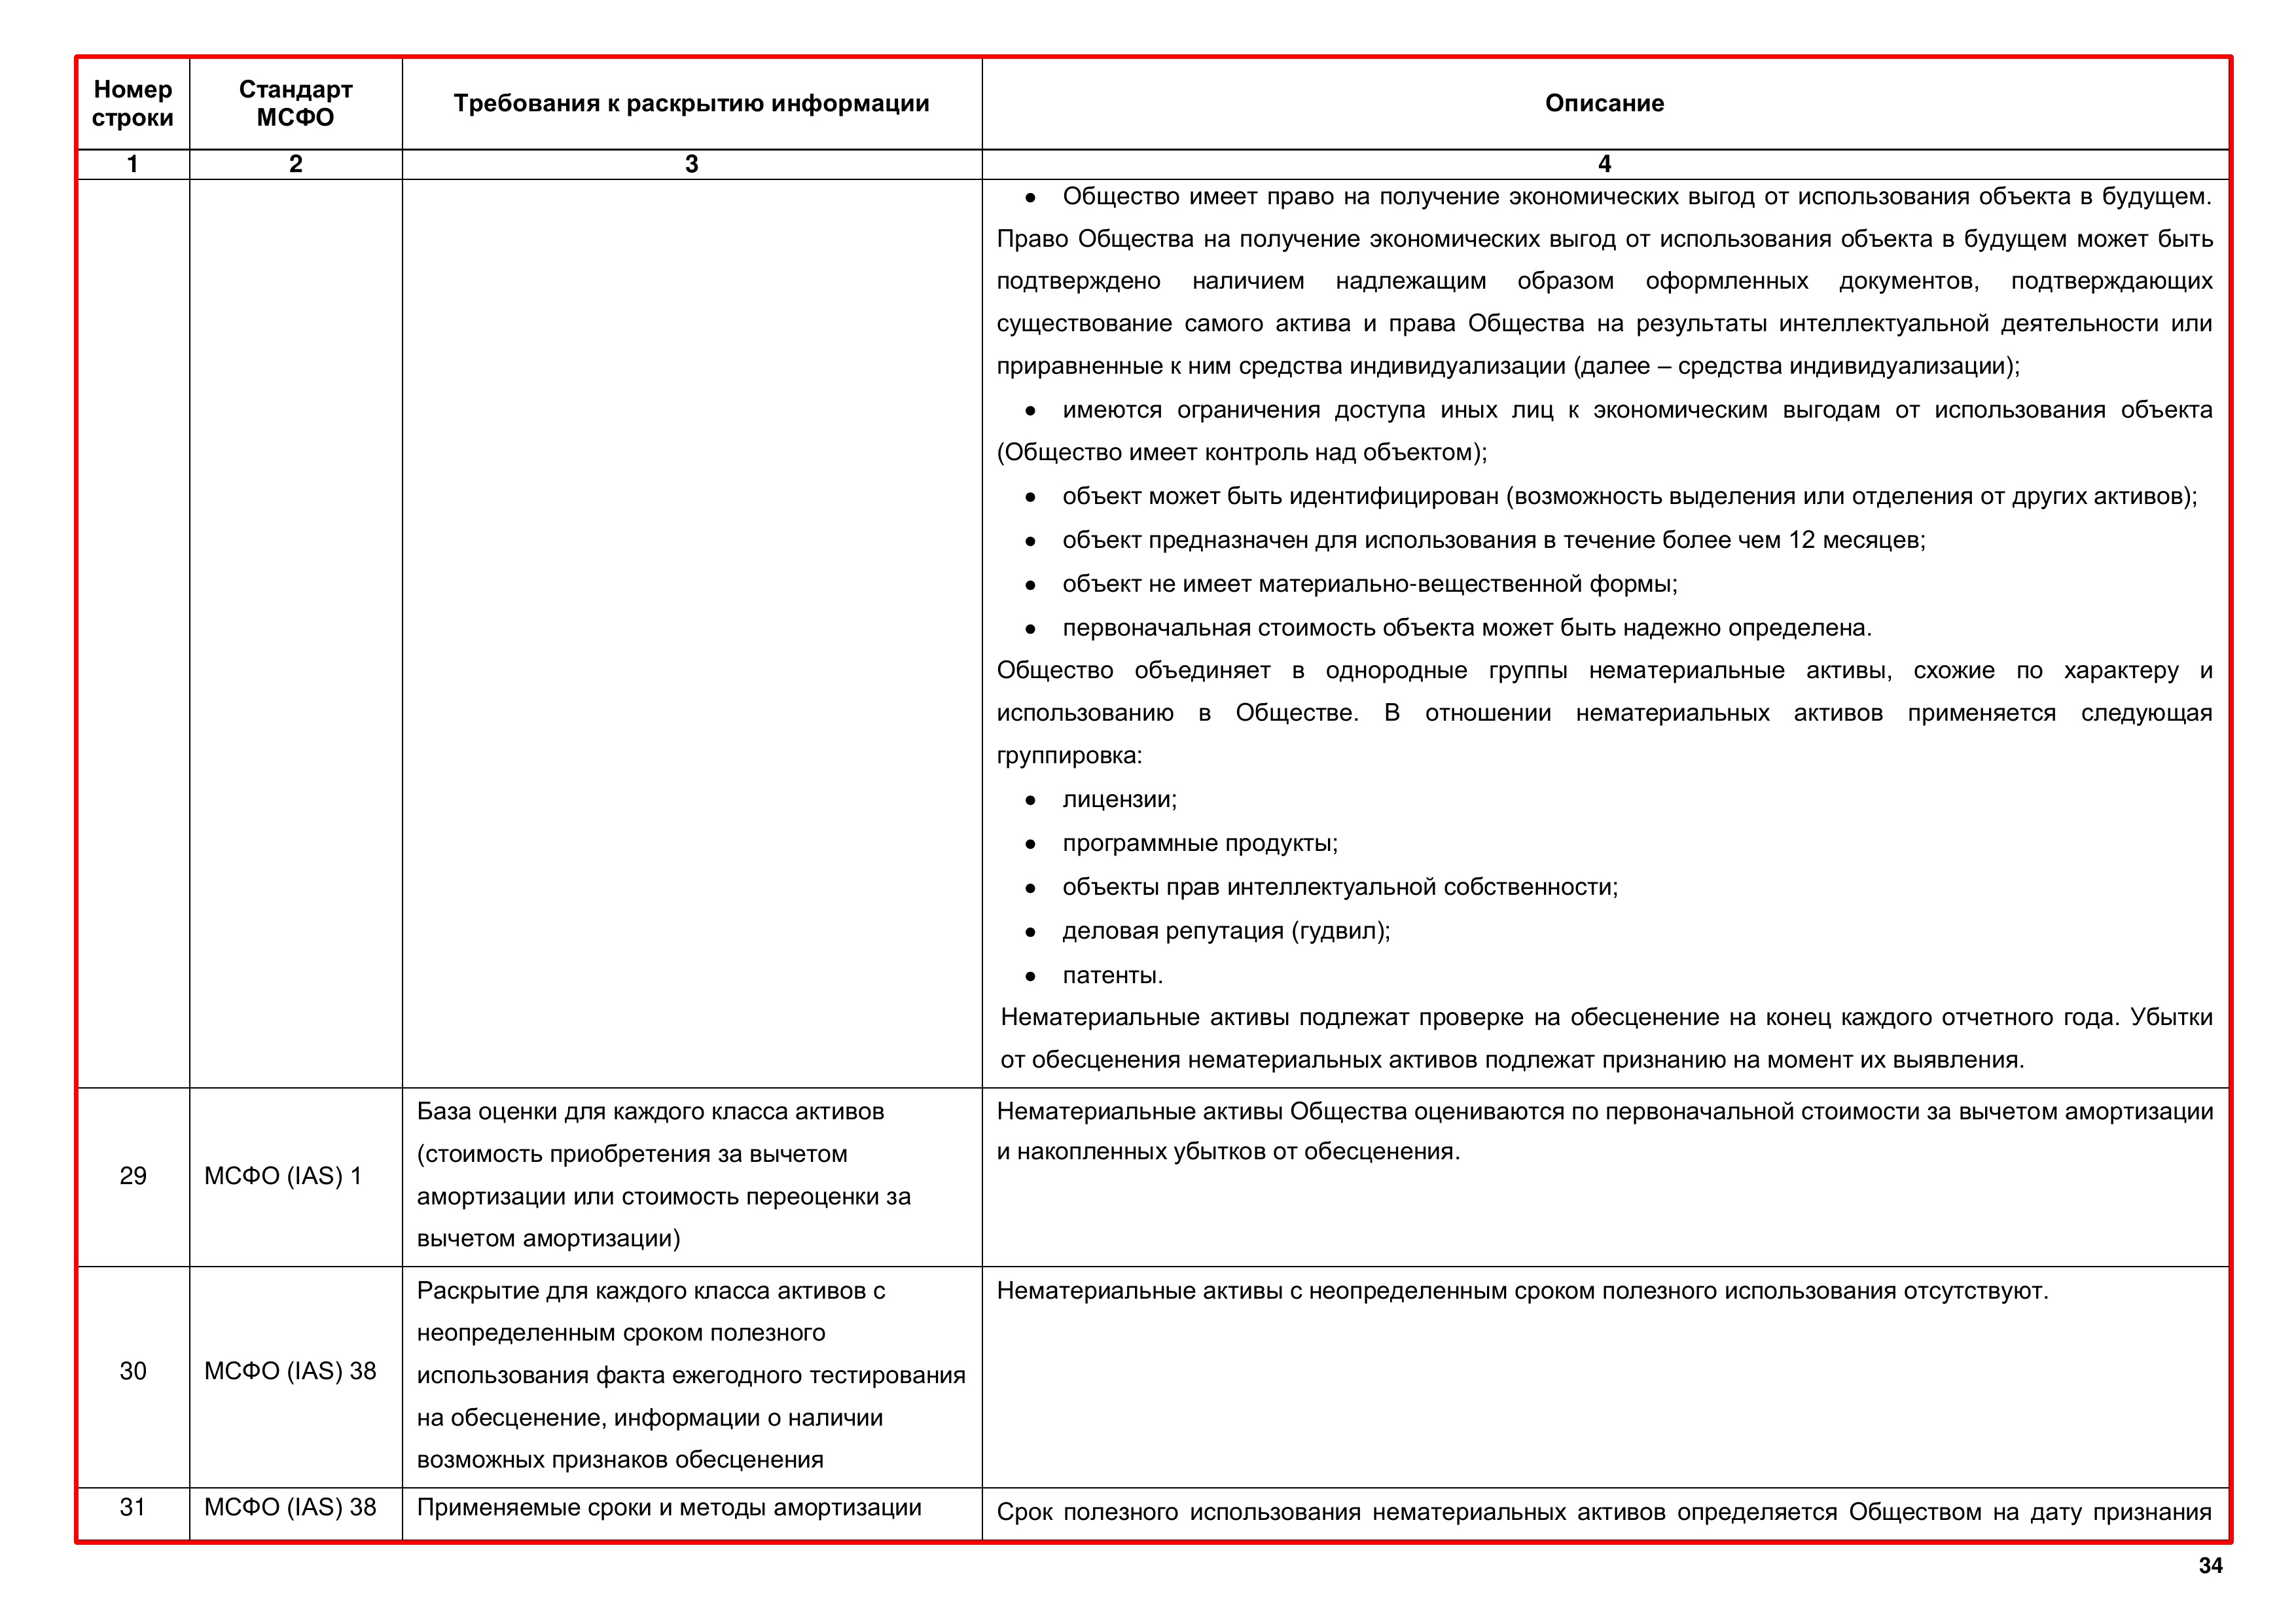 Номер строки
Стандарт МСФО
Требования к раскрытию информации
Описание
1
2
3
4
● Общество имеет право на получение экономических выгод от использования объекта в будущем.
Право Общества на получение экономических выгод от использования объекта в будущем может быть
подтверждено наличием надлежащим образом оформленных документов, подтверждающих
существование самого актива и права Общества на результаты интеллектуальной деятельности или
приравненные к ним средства индивидуализации (далее – средства индивидуализации);
● имеются ограничения доступа иных лиц к экономическим выгодам от использования объекта
(Общество имеет контроль над объектом);
● объект может быть идентифицирован (возможность выделения или отделения от других активов);
● объект предназначен для использования в течение более чем 12 месяцев;
● объект не имеет материально-вещественной формы;
● первоначальная стоимость объекта может быть надежно определена.
Общество объединяет в однородные группы нематериальные активы, схожие по характеру и
использованию в Обществе. В отношении нематериальных активов применяется следующая
группировка:
● лицензии;
● программные продукты;
● объекты прав интеллектуальной собственности;
● деловая репутация (гудвил);
● патенты.
Нематериальные активы подлежат проверке на обесценение на конец каждого отчетного года. Убытки
от обесценения нематериальных активов подлежат признанию на момент их выявления.
29
МСФО (IAS) 1
База оценки для каждого класса активов
(стоимость приобретения за вычетом
амортизации или стоимость переоценки за
вычетом амортизации)
Нематериальные активы Общества оцениваются по первоначальной стоимости за вычетом амортизации
и накопленных убытков от обесценения.
30
МСФО (IAS) 38
Раскрытие для каждого класса активов с
неопределенным сроком полезного
использования факта ежегодного тестирования
на обесценение, информации о наличии
возможных признаков обесценения
Нематериальные активы с неопределенным сроком полезного использования отсутствуют.
31
МСФО (IAS) 38
Применяемые сроки и методы амортизации
Срок полезного использования нематериальных активов определяется Обществом на дату признания
34